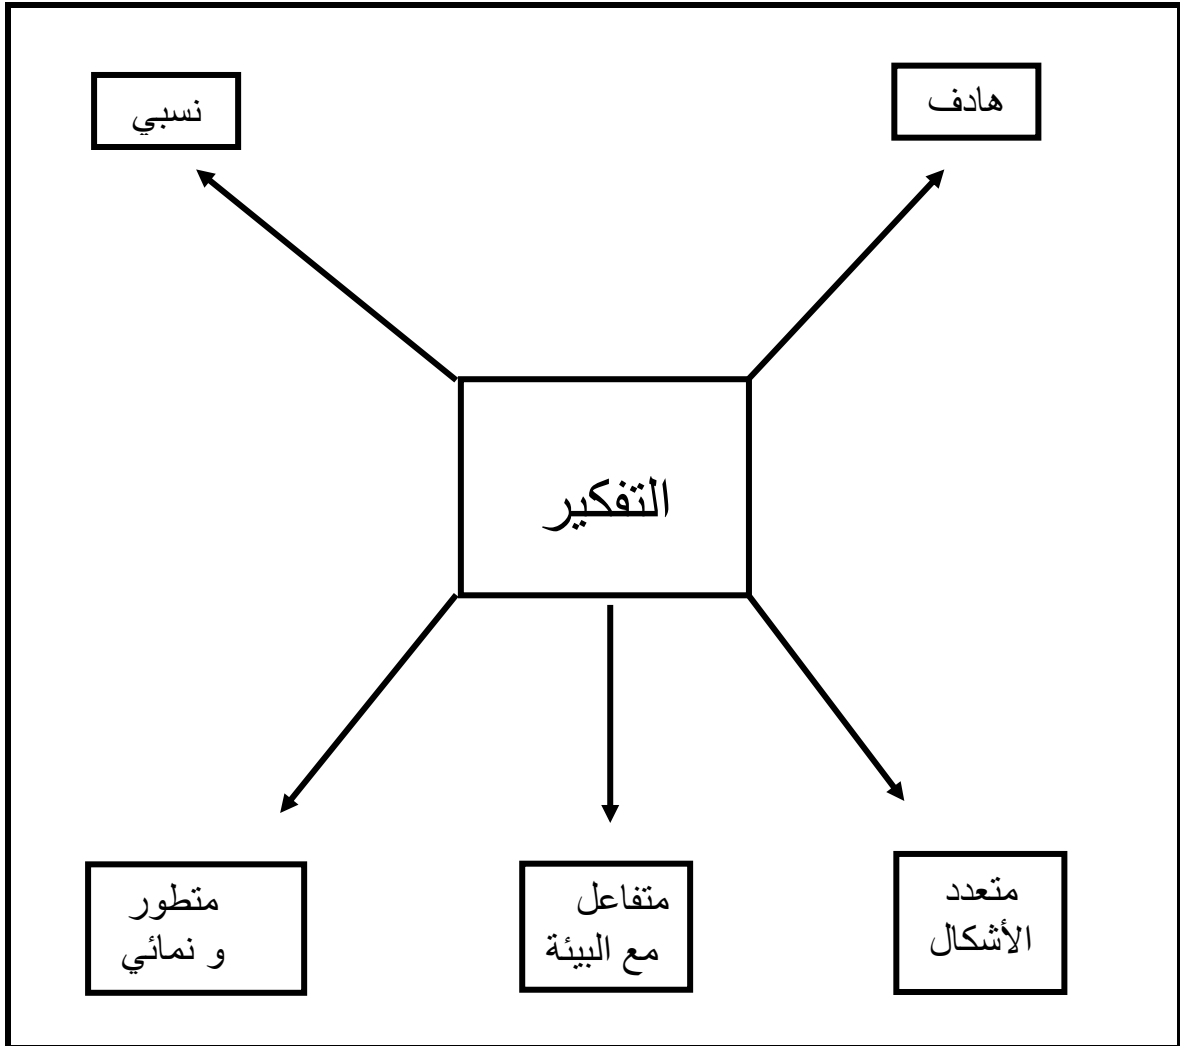 هادف
نسبي
التفكير
متعدد
الأشكال
متفاعل
مع البيئة
متطور
و نمائي